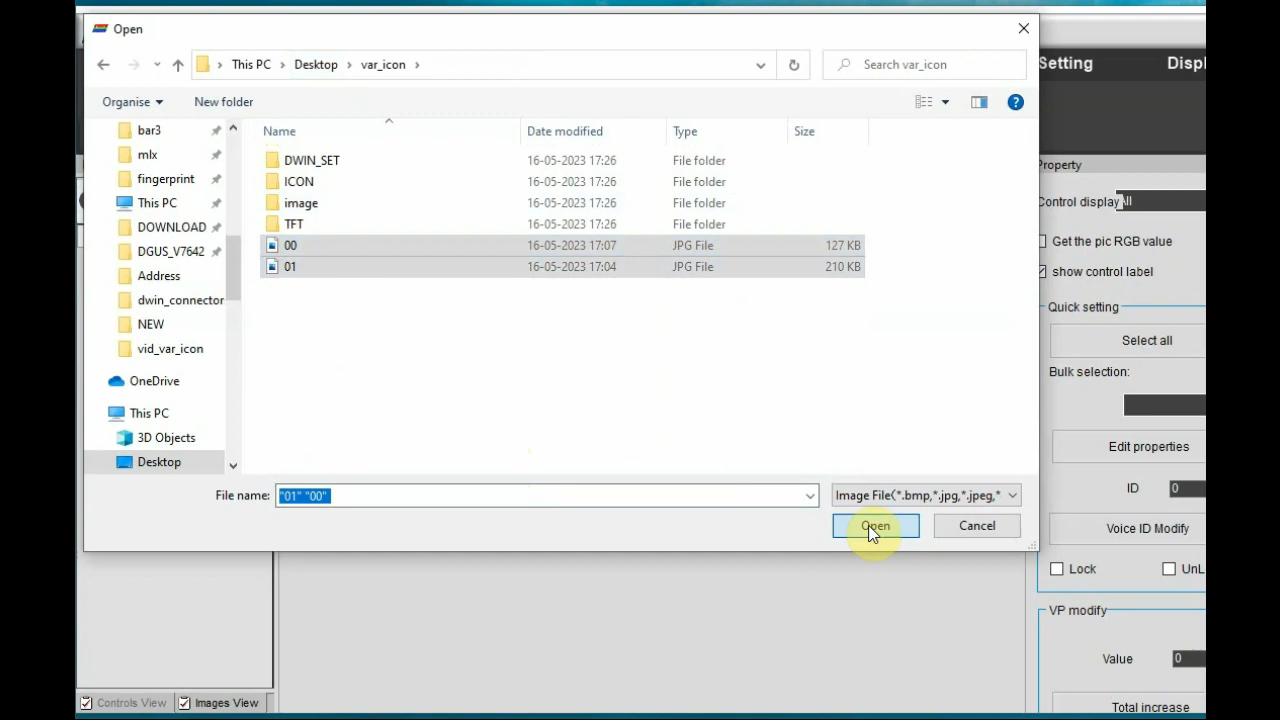 Open
This PC
Desktop
var_icon
Search var_icon
Organise
New folder
Name
Date modified
Type
Size
bar3
mlx
fingerprint
This PC
DOWNLOAD
DGUS_V7642
Address
dwin_connector
NEW
vid_var_icon
OneDrive
This PC
3D Objects
Desktop
DWIN_SET 16-05-2023 17:26 File folder
ICON 16-05-2023 17:26 File folder
image 16-05-2023 17:26 File folder
TFT 16-05-2023 17:26 File folder
00 16-05-2023 17:07 JPG File 127 KB
01 16-05-2023 17:04 JPG File 210 KB
File name: "01" "00"
Image File(*.bmp,*.jpg,*.jpeg,*
Open
Cancel
Setting Displ
Property
Control display All
Get the pic RGB value
show control label
Quick setting
Select all
Bulk selection:
Edit properties
ID 0
Voice ID Modify
Lock UnL
VP modify
Value 0
Total increase
Controls View Images View